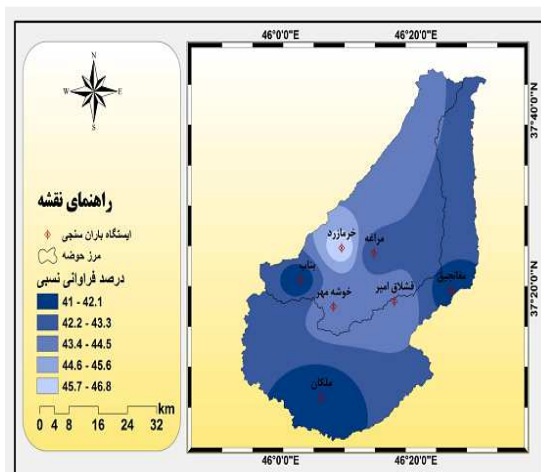 46°0'0"E 46°20'0"E
N
W E
S
37°40'0"N
راهنمای نقشه
ایستگاه باران سنجی
مرز حوضه
درصد فراوانی نسبی
41 - 42.1
42.2 - 43.3
43.4 - 44.5
44.6 - 45.6
45.7 - 46.8
km
0 4 8 16 24 32
خرمازرد
مراغه
بناب
مغانجیق
قشلاق امیر
خوشه مهر
37°20'0"N
ملکان
46°0'0"E 46°20'0"E